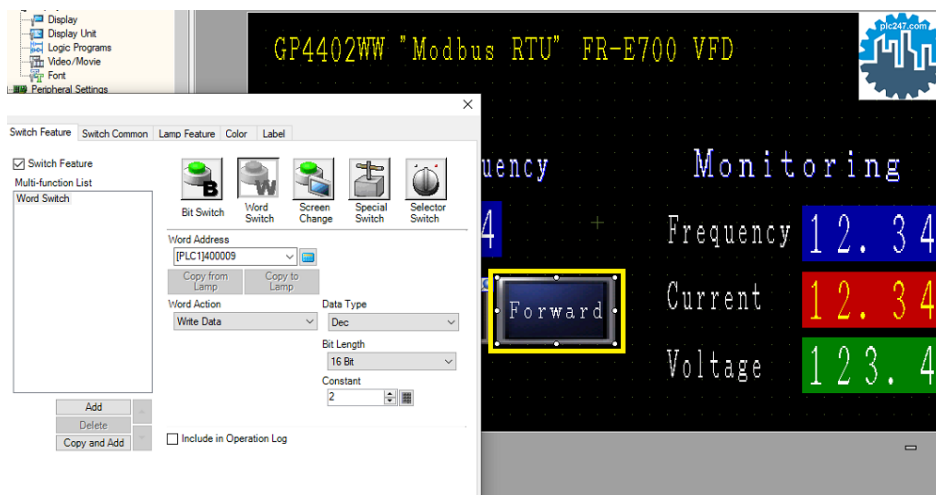 Display
Display Unit
Logic Programs
Video/Movie
Font
Peripheral Settings
GP4402WW "Modbus RTU" FR-E700 VFD
plc247.com
Switch Feature Switch Common Lamp Feature Color Label
Switch Feature
Multi-function List
Word Switch
B
W
Bit Switch
Word Switch
Screen Change
Special Switch
Selector Switch
Word Address
[PLC1]400009
Copy from Lamp
Copy to Lamp
Word Action
Write Data
Data Type
Dec
Bit Length
16 Bit
Constant
2
Add
Delete
Copy and Add
Include in Operation Log
uency
4
Forward
Monitoring
Frequency 12.34
Current 12.34
Voltage 123.4